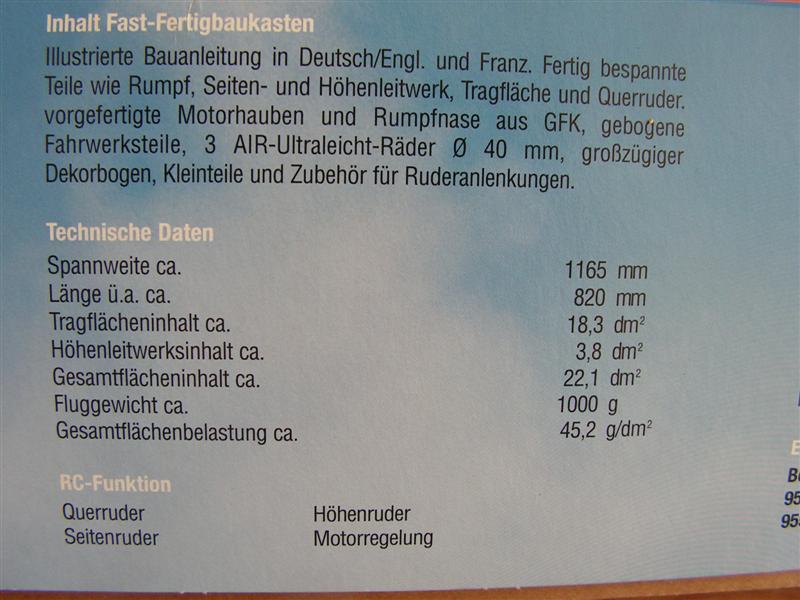 Inhalt Fast-Fertigbaukasten
Illustrierte Bauanleitung in Deutsch/Engl. und Franz. Fertig bespannte
Teile wie Rumpf, Seiten- und Höhenleitwerk, Tragfläche und Querruder.
vorgefertigte Motorhauben und Rumpfnase aus GFK, gebogene
Fahrwerksteile, 3 AIR-Ultraleicht-Räder Ø 40 mm, großzügiger
Dekorbogen, Kleinteile und Zubehör für Ruderanlenkungen.
Technische Daten
Spannweite ca. 1165 mm
Länge ü.a. ca. 820 mm
Tragflächeninhalt ca. 18,3 dm²
Höhenleitwerksinhalt ca. 3,8 dm²
Gesamtflächeninhalt ca. 22,1 dm²
Fluggewicht ca. 1000 g
Gesamtflächenbelastung ca. 45,2 g/dm²
RC-Funktion
Querruder Höhenruder
Seitenruder Motorregelung